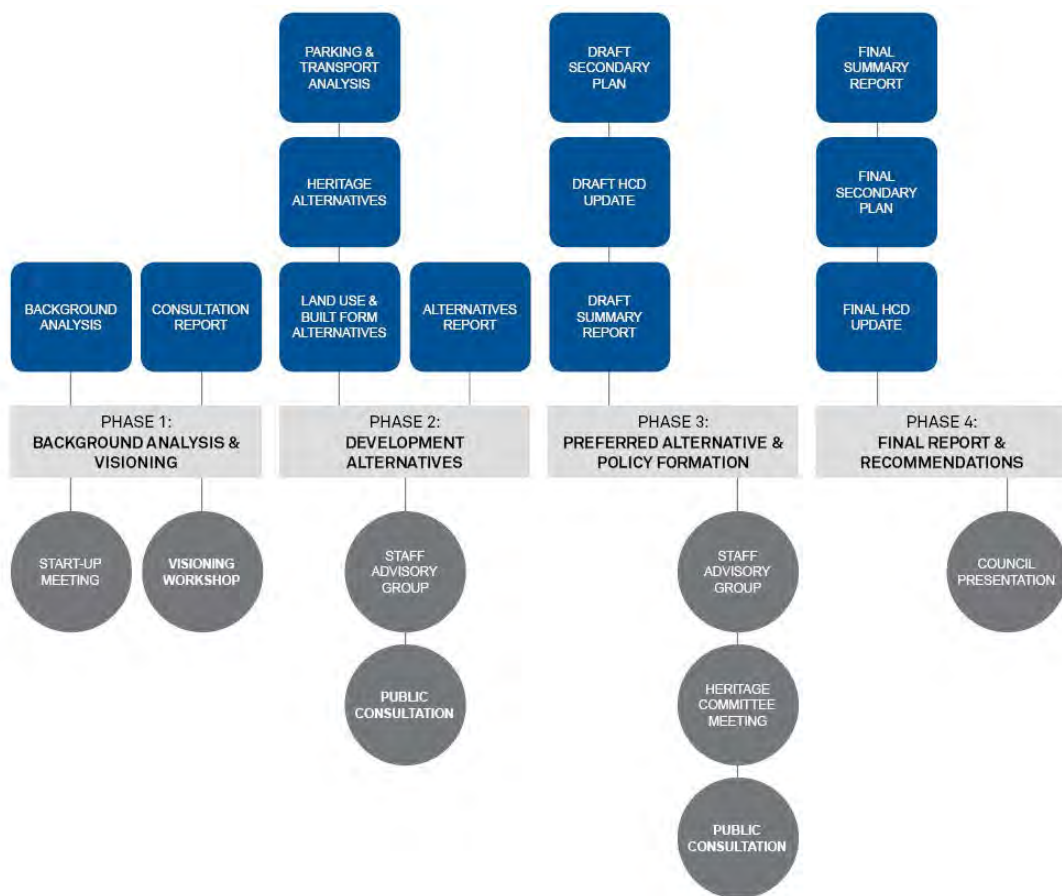 PARKING &
TRANSPORT
ANALYSIS
DRAFT
SECONDARY
PLAN
FINAL
SUMMARY
REPORT
HERITAGE
ALTERNATIVES
DRAFT HCD
UPDATE
FINAL
SECONDARY
PLAN
BACKGROUND
ANALYSIS
CONSULTATION
REPORT
LAND USE &
BUILT FORM
ALTERNATIVES
ALTERNATIVES
REPORT
DRAFT
SUMMARY
REPORT
FINAL HCD
UPDATE
PHASE 1:
BACKGROUND ANALYSIS &
VISIONING
PHASE 2:
DEVELOPMENT
ALTERNATIVES
PHASE 3:
PREFERRED ALTERNATIVE &
POLICY FORMATION
PHASE 4:
FINAL REPORT &
RECOMMENDATIONS
START-UP
MEETING
VISIONING
WORKSHOP
STAFF
ADVISORY
GROUP
STAFF
ADVISORY
GROUP
COUNCIL
PRESENTATION
PUBLIC
CONSULTATION
HERITAGE
COMMITTEE
MEETING
PUBLIC
CONSULTATION